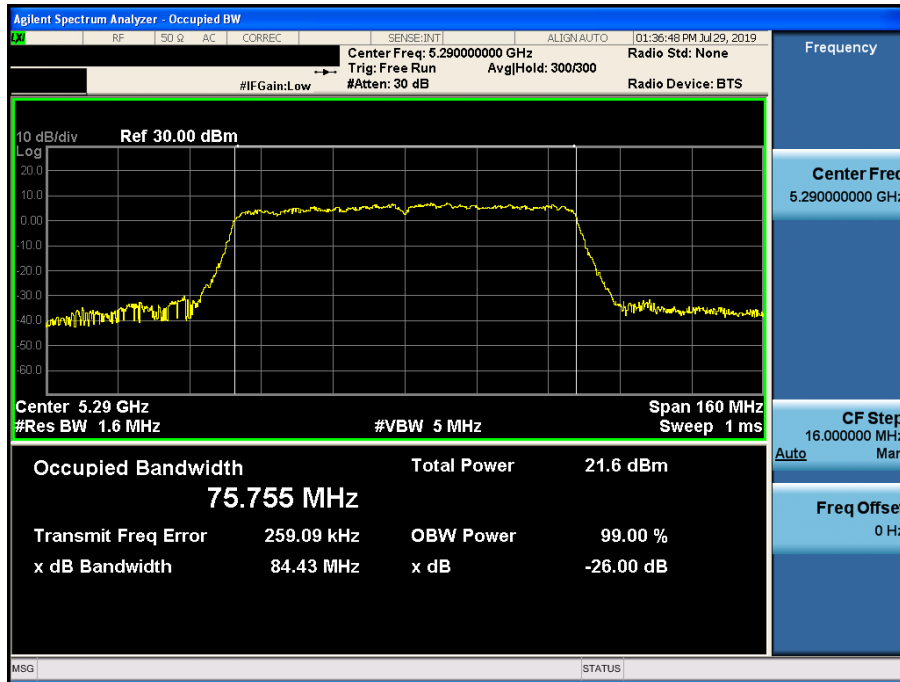 Agilent Spectrum Analyzer - Occupied BW
LXI RF 50 Ω AC CORREC SENSE:INT ALIGN AUTO 01:36:48 PM Jul 29, 2019
Center Freq: 5.290000000 GHz Radio Std: None
Trig: Free Run Avg|Hold: 300/300
#IFGain:Low #Atten: 30 dB Radio Device: BTS
10 dB/div Ref 30.00 dBm
Log
20.0
10.0
0.00
-10.0
-20.0
-30.0
-40.0
-50.0
-60.0
Center 5.29 GHz Span 160 MHz
#Res BW 1.6 MHz #VBW 5 MHz Sweep 1 ms
Occupied Bandwidth Total Power 21.6 dBm
75.755 MHz
Transmit Freq Error 259.09 kHz OBW Power 99.00 %
x dB Bandwidth 84.43 MHz x dB -26.00 dB
MSG STATUS
Frequency
Center Freq
5.290000000 GHz
CF Step
16.000000 MHz
Auto Man
Freq Offset
0 Hz